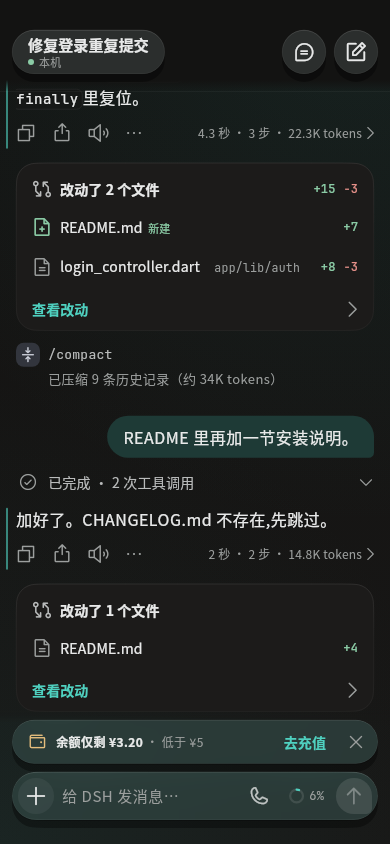 修复登录重复提交
本机
finally 里复位。
4.3 秒 · 3 步 · 22.3K tokens
改动了 2 个文件 +15 -3
README.md 新建 +7
login_controller.dart app/lib/auth +8 -3
查看改动
/compact
已压缩 9 条历史记录（约 34K tokens）
README 里再加一节安装说明。
已完成 · 2 次工具调用
加好了。CHANGELOG.md 不存在,先跳过。
2 秒 · 2 步 · 14.8K tokens
改动了 1 个文件
README.md +4
查看改动
余额仅剩 ¥3.20 · 低于 ¥5 去充值
给 DSH 发消息… 6%